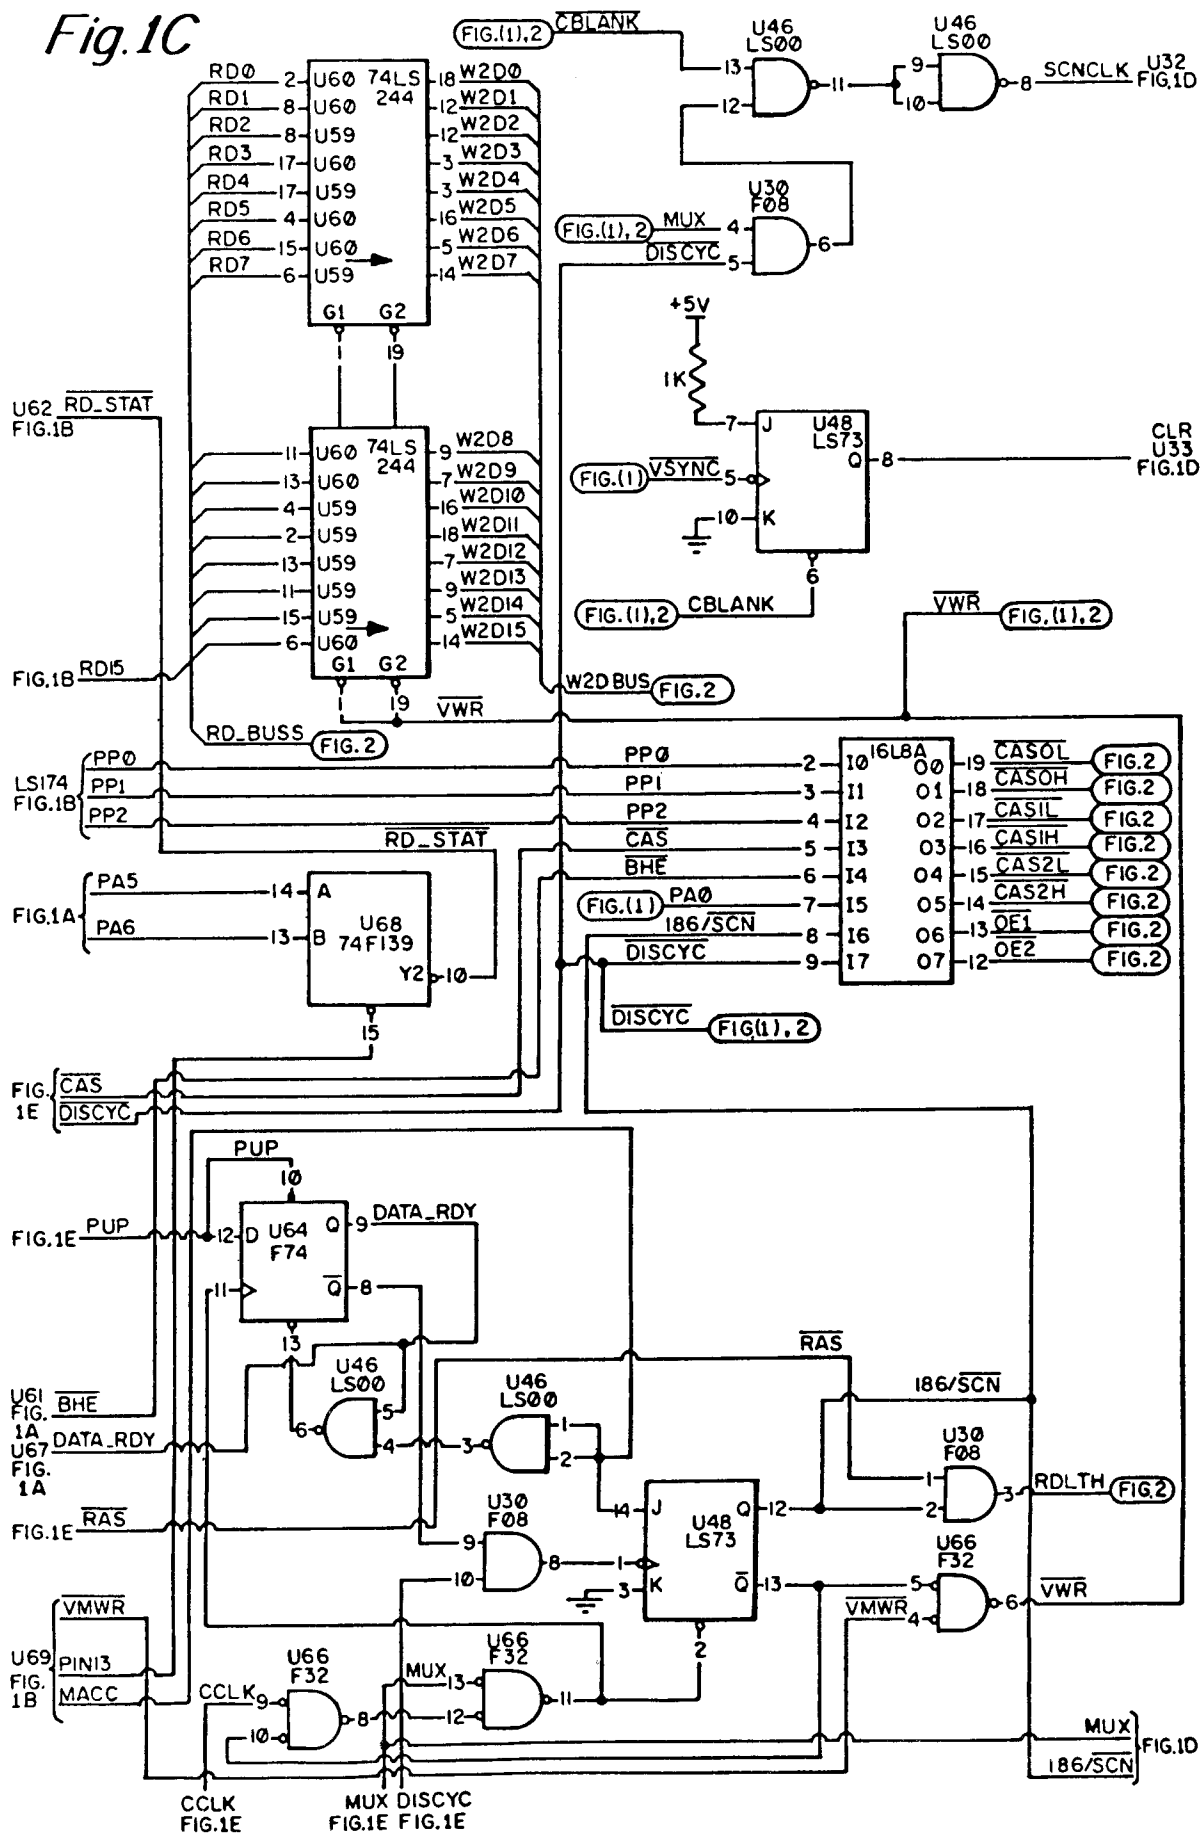 Fig. 1C
FIG.(1),2 CBLANK
U46
LS00
13
12
11
U46
LS00
9
10
8 SCNCLK U32
FIG.1D
RD0 2 U60 74LS 18 W2D0
RD1 8 U60 244 12 W2D1
RD2 8 U59 12 W2D2
RD3 17 U60 3 W2D3
RD4 17 U59 3 W2D4
RD5 4 U60 16 W2D5
RD6 15 U60 5 W2D6
RD7 6 U59 14 W2D7
G1 G2
19
U30
F08
FIG.(1),2 MUX 4
DISCYC 5
6
+5V
1K
7 J U48
LS73
Q 8
CLR
U33
FIG.1D
FIG.(1) VSYNC 5
10 K
6
FIG.(1),2 CBLANK
U62 RD_STAT
FIG.1B
11 U60 74LS 9 W2D8
13 U60 244 7 W2D9
4 U59 16 W2D10
2 U59 18 W2D11
13 U59 7 W2D12
11 U59 9 W2D13
15 U59 5 W2D14
6 U60 14 W2D15
G1 G2
19
FIG.1B RD15
VWR FIG.(1),2
W2DBUS FIG.2
VWR
RD_BUSS FIG.2
LS174
FIG.1B
PP0
PP1
PP2
PP0 2 I0 16L8A O0 19 CAS0L FIG.2
PP1 3 I1 O1 18 CAS0H FIG.2
PP2 4 I2 O2 17 CAS1L FIG.2
CAS 5 I3 O3 16 CAS1H FIG.2
BHE 6 I4 O4 15 CAS2L FIG.2
FIG.(1) PA0 7 I5 O5 14 CAS2H FIG.2
186/SCN 8 I6 O6 13 OE1 FIG.2
DISCYC 9 I7 O7 12 OE2 FIG.2
RD_STAT
FIG.1A
PA5 14 A
PA6 13 B
U68
74F139
Y2 10
15
DISCYC FIG.(1),2
FIG.
1E
CAS
DISCYC
PUP
10
FIG.1E PUP 12 D U64 Q 9 DATA_RDY
F74
11 Q 8
13
RAS
U46
LS00
6
5
4
U46
LS00
3
1
2
186/SCN
U61
FIG.
1A
BHE
U67 DATA_RDY
FIG.
1A
U30
F08
1
2
3 RDLTH FIG.2
FIG.1E RAS
U30
F08
9
10
8
14 J U48 Q 12
LS73
1
3 K Q 13
2
U66
F32
5
VMWR 4
6 VWR
U69
FIG.
1B
VMWR
PIN13
MACC
U66
F32
CCLK 9
10
8
U66
F32
MUX 13
12
11
MUX
186/SCN
FIG.1D
CCLK
FIG.1E
MUX
FIG.1E
DISCYC
FIG.1E